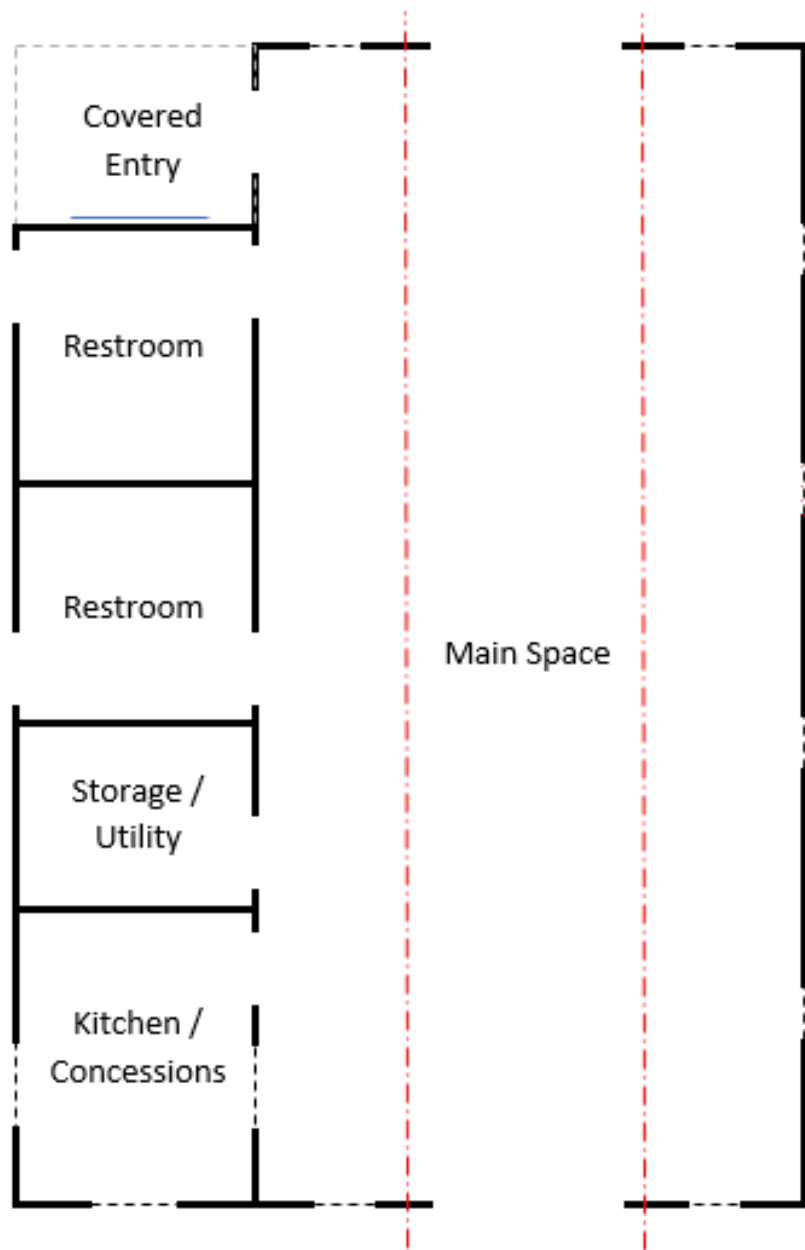 Covered
Entry
Restroom
Restroom
Main Space
Storage /
Utility
Kitchen /
Concessions